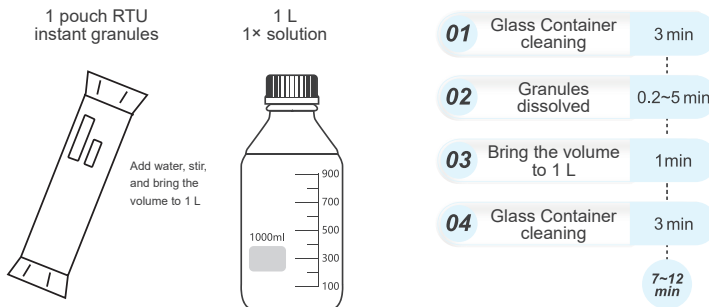 1 pouch RTU
instant granules
1 L
1× solution
Add water, stir,
and bring the
volume to 1 L
1000ml
900
700
500
300
100
01 Glass Container
cleaning
3 min
02 Granules
dissolved
0.2~5 min
03 Bring the volume
to 1 L
1min
04 Glass Container
cleaning
3 min
7~12
min